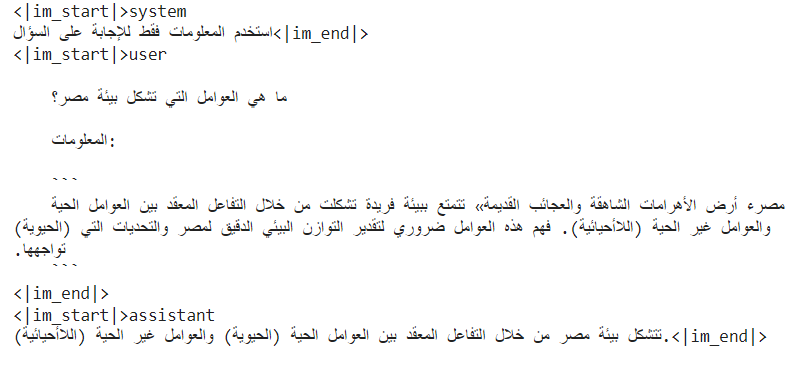 <|im_start|>system
استخدم المعلومات فقط للإجابة على السؤال<|im_end|>
<|im_start|>user
ما هي العوامل التي تشكل بيئة مصر؟
المعلومات:
```
مصرء أرض الأهرامات الشاهقة والعجائب القديمة» تتمتع ببيئة فريدة تشكلت من خلال التفاعل المعقد بين العوامل الحية
(الحيوية) والعوامل غير الحية (اللاأحيائية). فهم هذه العوامل ضروري لتقدير التوازن البيئي الدقيق لمصر والتحديات التي
تواجهها.
```
<|im_end|>
<|im_start|>assistant
تتشكل بيئة مصر من خلال التفاعل المعقد بين العوامل الحية (الحيوية) والعوامل غير الحية (اللاأحيائية).<|im_end|>